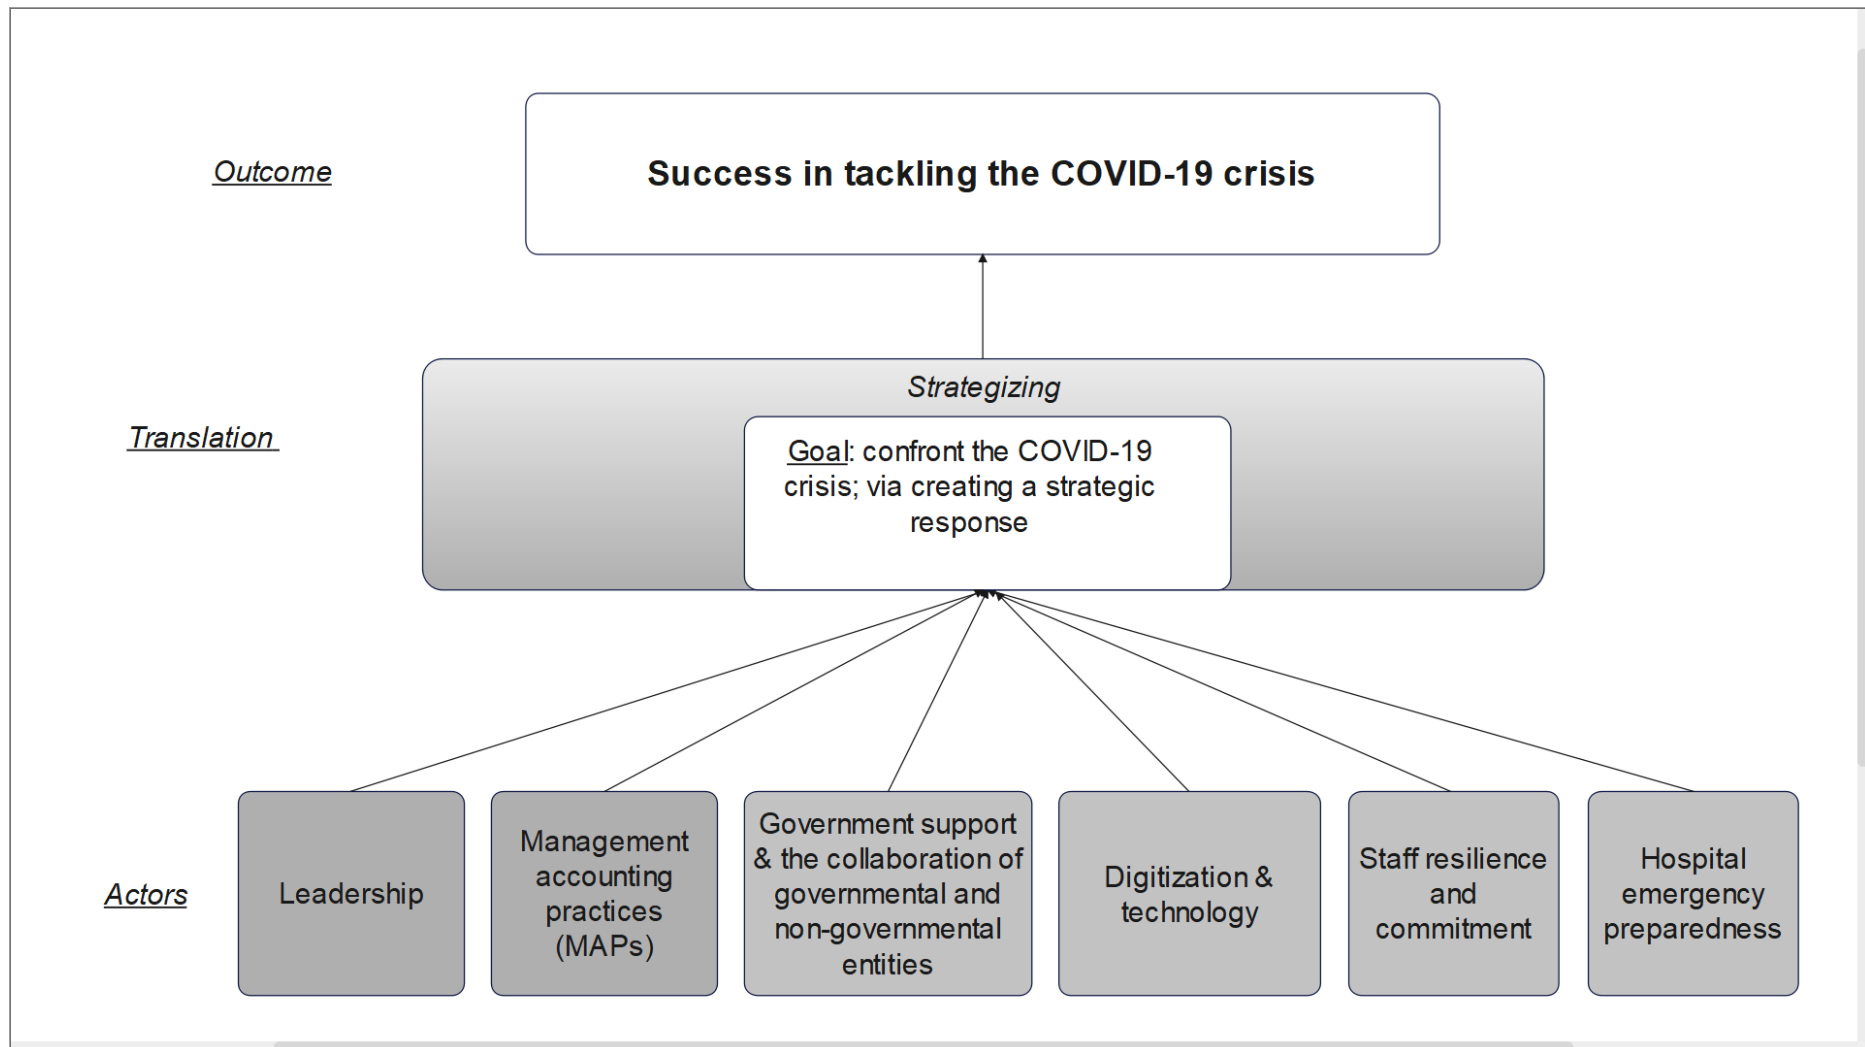 Outcome
Success in tackling the COVID-19 crisis
Translation
Strategizing
Goal: confront the COVID-19
crisis; via creating a strategic
response
Actors
Leadership
Management
accounting
practices
(MAPs)
Government support
& the collaboration of
governmental and
non-governmental
entities
Digitization &
technology
Staff resilience
and
commitment
Hospital
emergency
preparedness